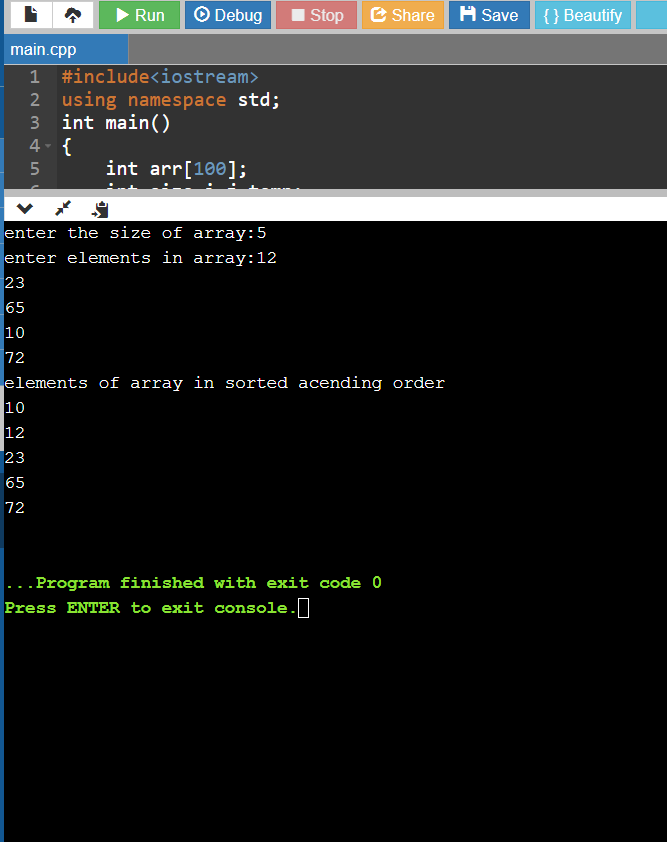 Run Debug Stop Share Save { } Beautify
main.cpp
1 #include<iostream>
2 using namespace std;
3 int main()
4 {
5 int arr[100];
enter the size of array:5
enter elements in array:12
23
65
10
72
elements of array in sorted acending order
10
12
23
65
72
...Program finished with exit code 0
Press ENTER to exit console.